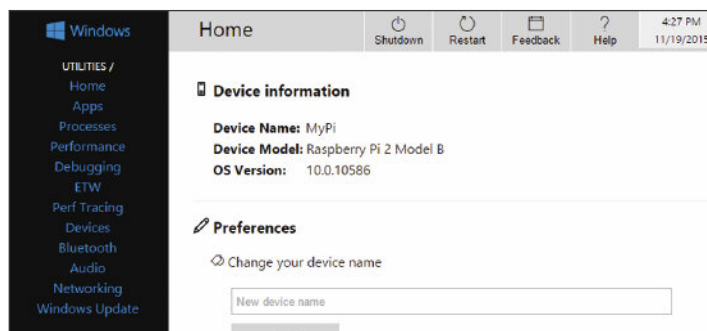 Windows
UTILITIES /
Home
Apps
Processes
Performance
Debugging
ETW
Perf Tracing
Devices
Bluetooth
Audio
Networking
Windows Update
Home
Shutdown
Restart
Feedback
? Help
4:27 PM
11/19/2015
Device information
Device Name: MyPi
Device Model: Raspberry Pi 2 Model B
OS Version: 10.0.10586
Preferences
Change your device name
New device name